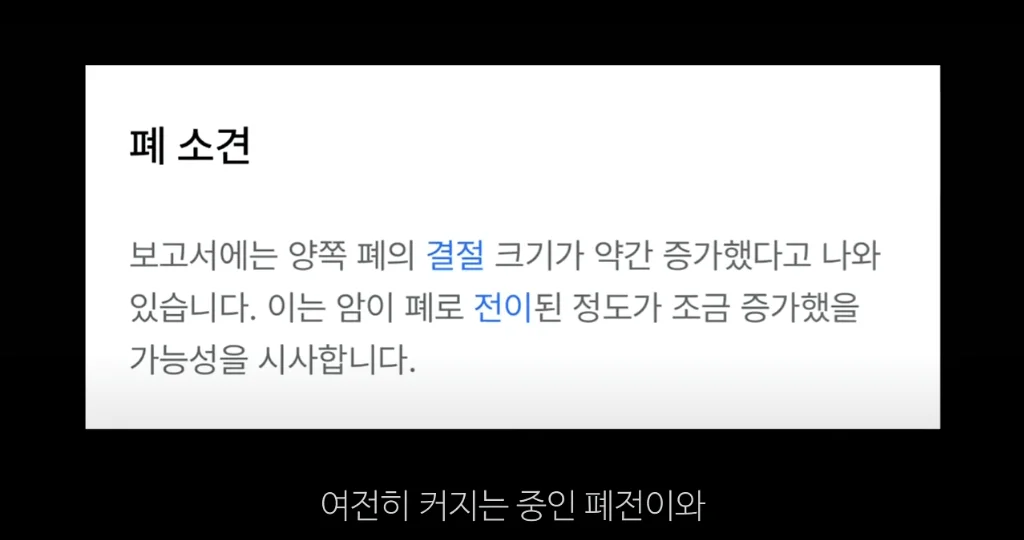 폐 소견
보고서에는 양쪽 폐의 결절 크기가 약간 증가했다고 나와
있습니다. 이는 암이 폐로 전이된 정도가 조금 증가했을
가능성을 시사합니다.
여전히 커지는 중인 폐전이와